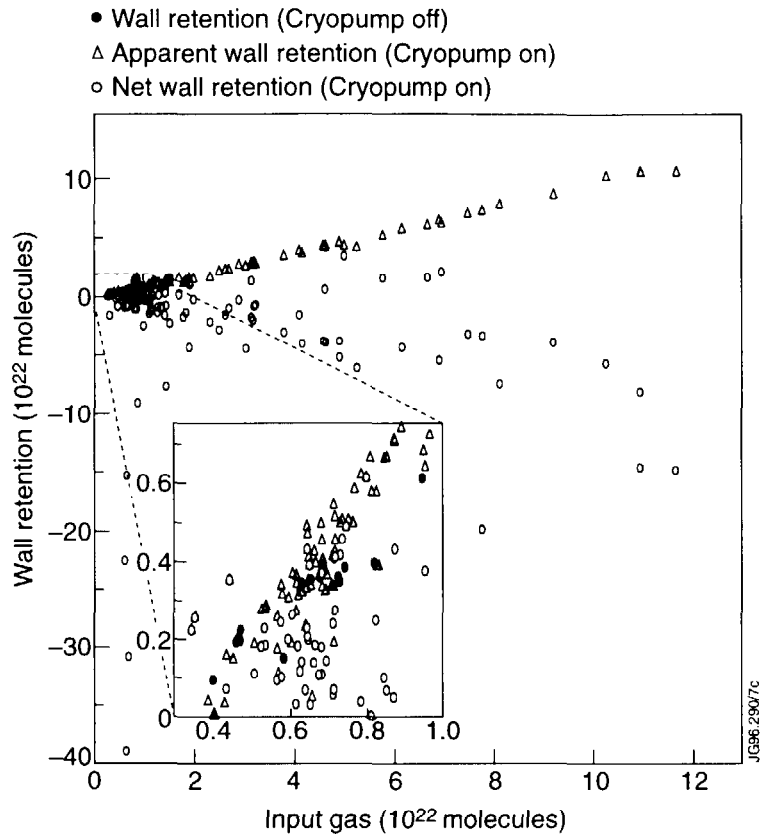 ● Wall retention (Cryopump off)
△ Apparent wall retention (Cryopump on)
○ Net wall retention (Cryopump on)
10
0
−10
−20
−30
−40
Wall retention (10²² molecules)
0.6
0.4
0.2
0
0.4 0.6 0.8 1.0
0 2 4 6 8 10 12
Input gas (10²² molecules)
JG96.290/7c